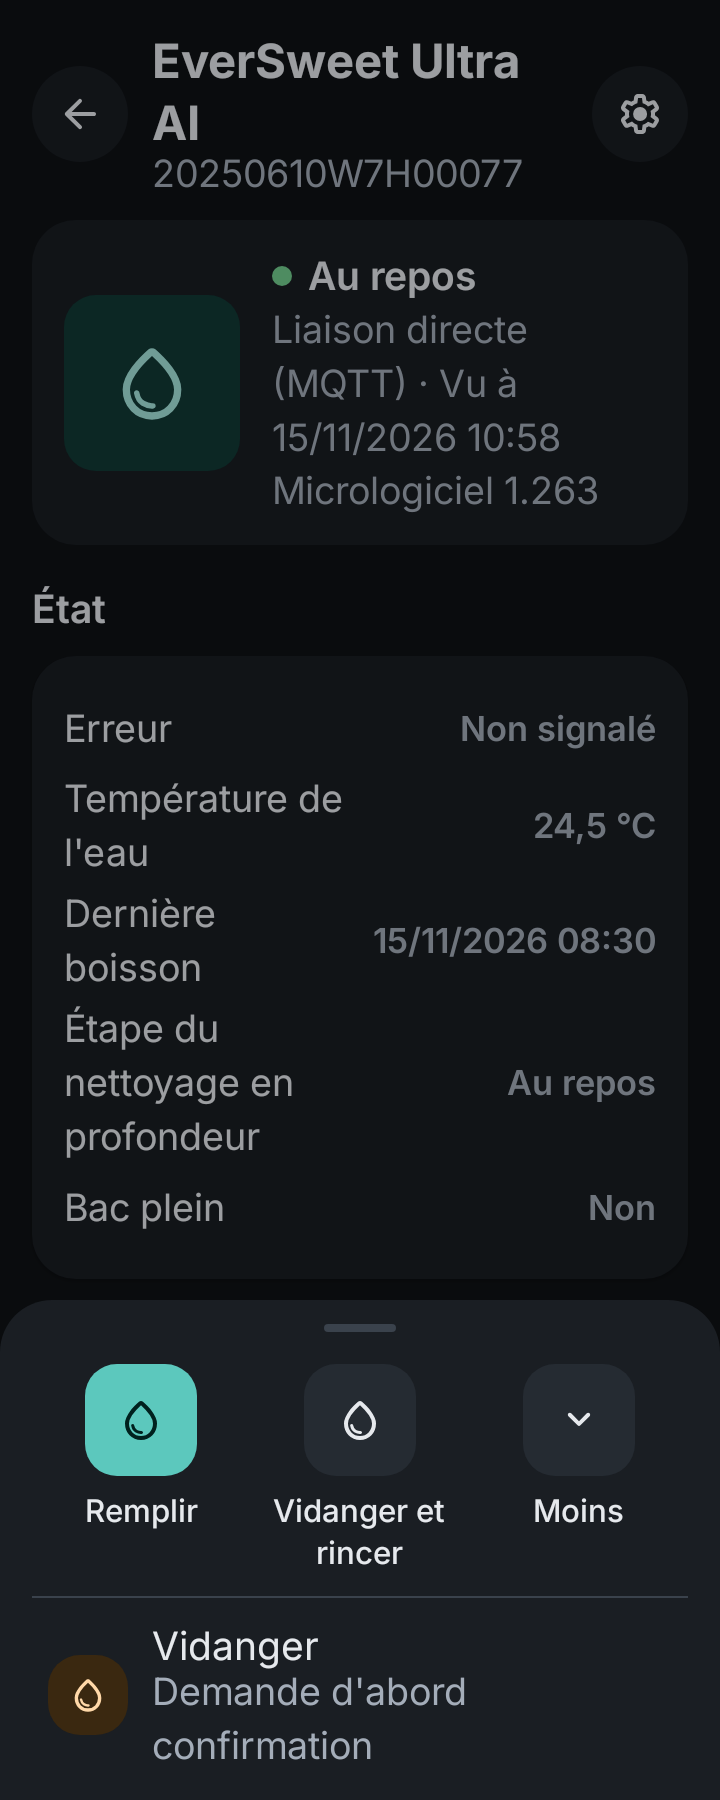 EverSweet Ultra
AI
20250610W7H00077
Au repos
Liaison directe
(MQTT) · Vu à
15/11/2026 10:58
Micrologiciel 1.263
État
Erreur
Non signalé
Température de
l'eau
24,5 °C
Dernière
boisson
15/11/2026 08:30
Étape du
nettoyage en
profondeur
Au repos
Bac plein
Non
Remplir
Vidanger et
rincer
Moins
Vidanger
Demande d'abord
confirmation